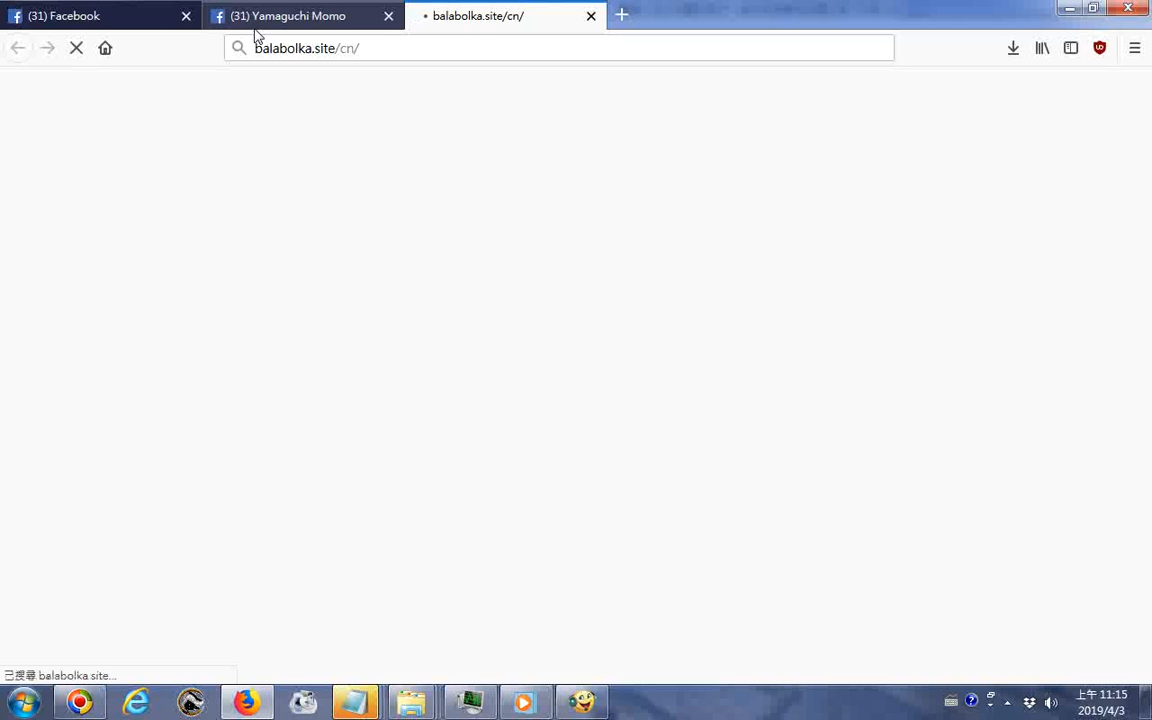 (31) Facebook
(31) Yamaguchi Momo
balabolka.site/cn/
balabolka.site/cn/
已搜尋 balabolka.site...
上午 11:15
2019/4/3